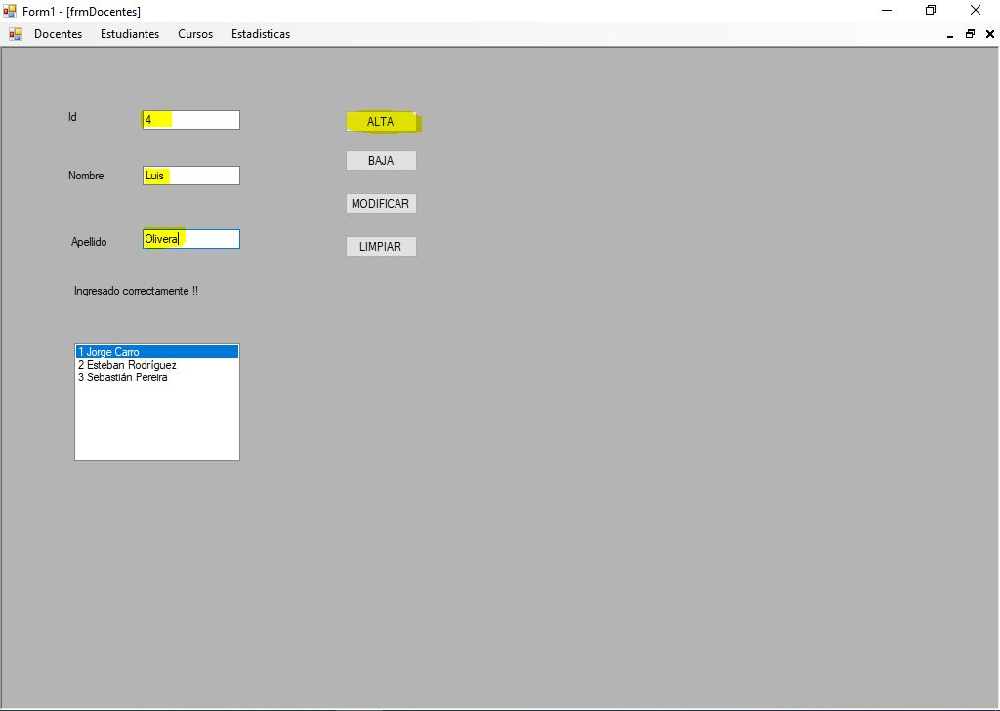 Form1 - [frmDocentes]
Docentes Estudiantes Cursos Estadisticas
Id 4 ALTA
BAJA
Nombre Luis
MODIFICAR
Apellido Olivera
LIMPIAR
Ingresado correctamente !!
1 Jorge Carro
2 Esteban Rodríguez
3 Sebastián Pereira